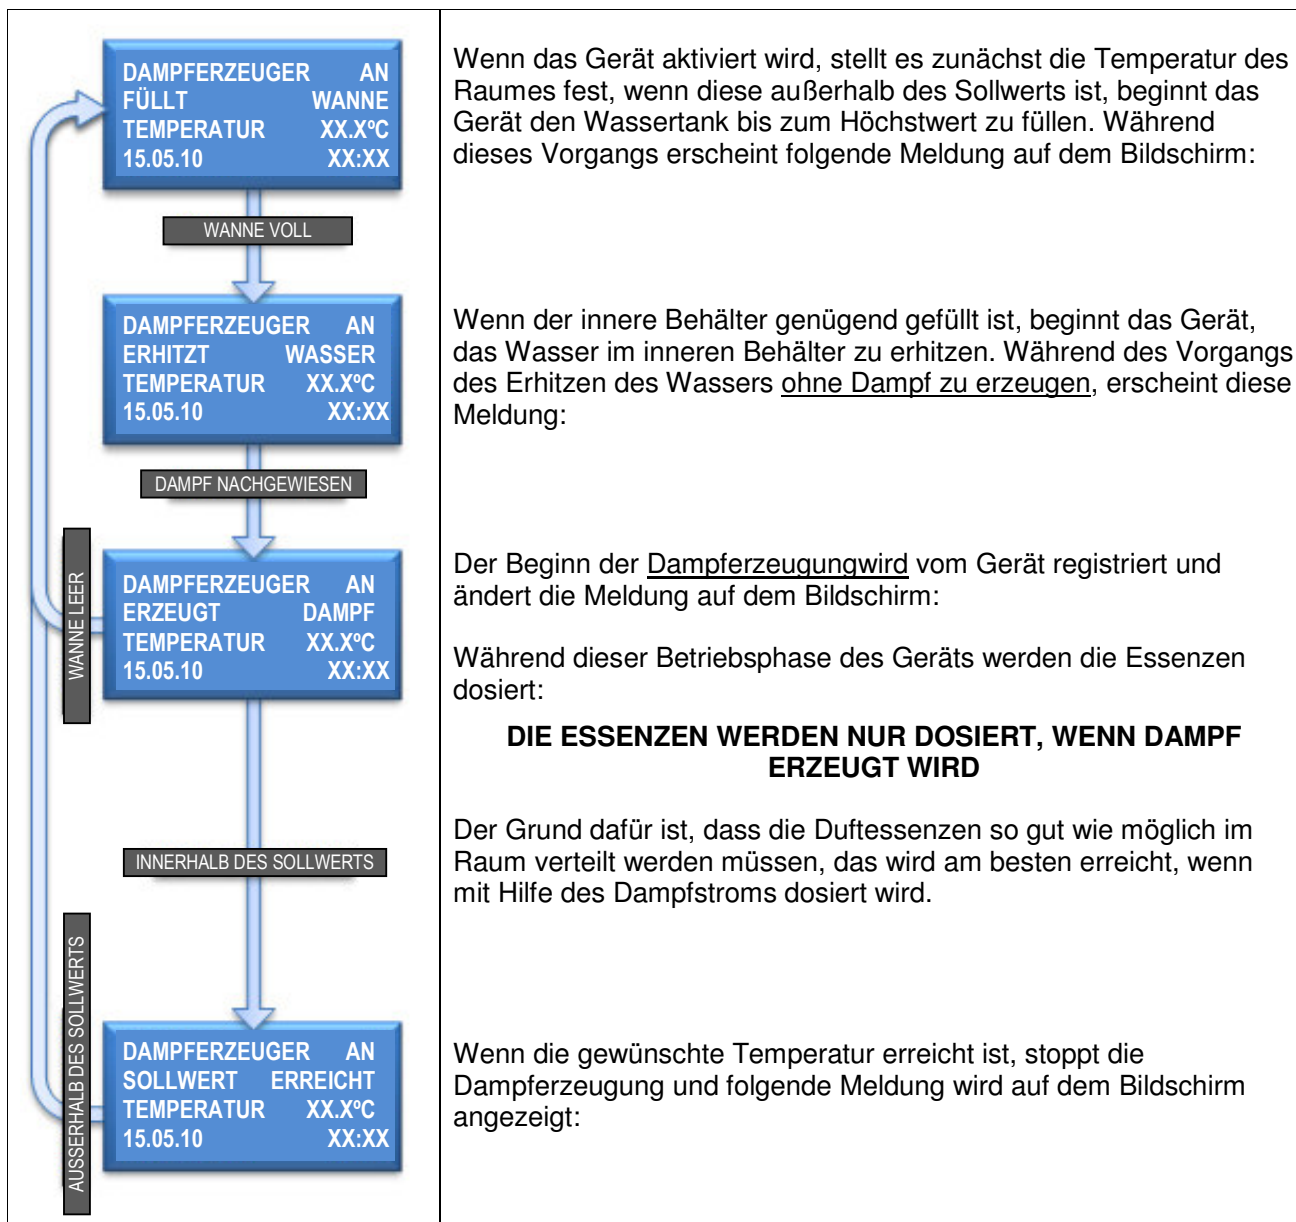 DAMPFERZEUGER AN
FÜLLT WANNE
TEMPERATUR XX.XºC
15.05.10 XX:XX
Wenn das Gerät aktiviert wird, stellt es zunächst die Temperatur des
Raumes fest, wenn diese außerhalb des Sollwerts ist, beginnt das
Gerät den Wassertank bis zum Höchstwert zu füllen. Während
dieses Vorgangs erscheint folgende Meldung auf dem Bildschirm:
WANNE VOLL
DAMPFERZEUGER AN
ERHITZT WASSER
TEMPERATUR XX.XºC
15.05.10 XX:XX
Wenn der innere Behälter genügend gefüllt ist, beginnt das Gerät,
das Wasser im inneren Behälter zu erhitzen. Während des Vorgangs
des Erhitzen des Wassers ohne Dampf zu erzeugen, erscheint diese
Meldung:
DAMPF NACHGEWIESEN
WANNE LEER
DAMPFERZEUGER AN
ERZEUGT DAMPF
TEMPERATUR XX.XºC
15.05.10 XX:XX
Der Beginn der Dampferzeugungwird vom Gerät registriert und
ändert die Meldung auf dem Bildschirm:
Während dieser Betriebsphase des Geräts werden die Essenzen
dosiert:
DIE ESSENZEN WERDEN NUR DOSIERT, WENN DAMPF
ERZEUGT WIRD
Der Grund dafür ist, dass die Duftessenzen so gut wie möglich im
Raum verteilt werden müssen, das wird am besten erreicht, wenn
mit Hilfe des Dampfstroms dosiert wird.
INNERHALB DES SOLLWERTS
AUSSERHALB DES SOLLWERTS
DAMPFERZEUGER AN
SOLLWERT ERREICHT
TEMPERATUR XX.XºC
15.05.10 XX:XX
Wenn die gewünschte Temperatur erreicht ist, stoppt die
Dampferzeugung und folgende Meldung wird auf dem Bildschirm
angezeigt: